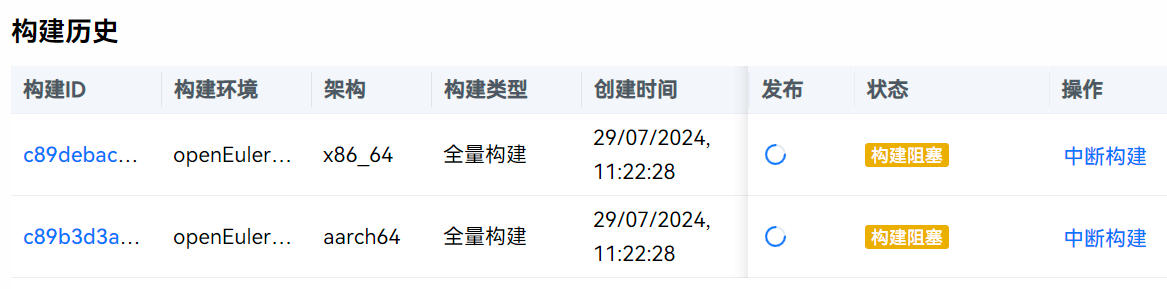 构建历史
构建ID 构建环境 架构 构建类型 创建时间 发布 状态 操作
c89debac... openEuler... x86_64 全量构建 29/07/2024, 11:22:28 构建阻塞 中断构建
c89b3d3a... openEuler... aarch64 全量构建 29/07/2024, 11:22:28 构建阻塞 中断构建